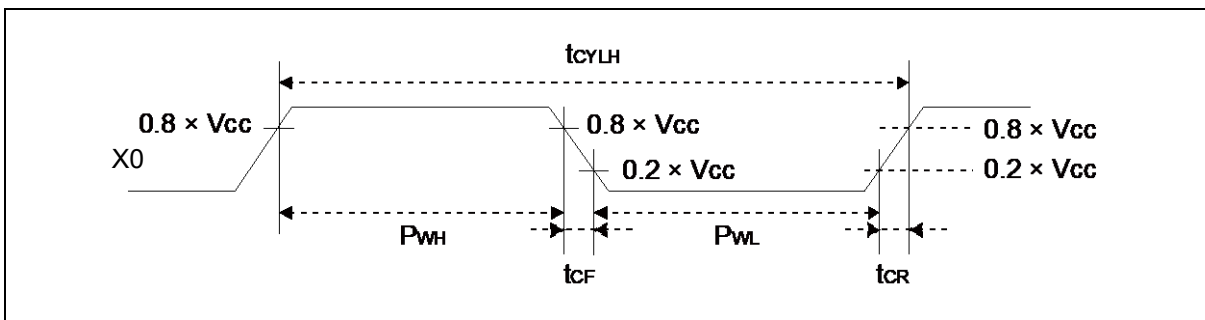 tCYLH
0.8 × Vcc
0.8 × Vcc
0.8 × Vcc
X0
0.2 × Vcc
0.2 × Vcc
PWH
PWL
tCF
tCR